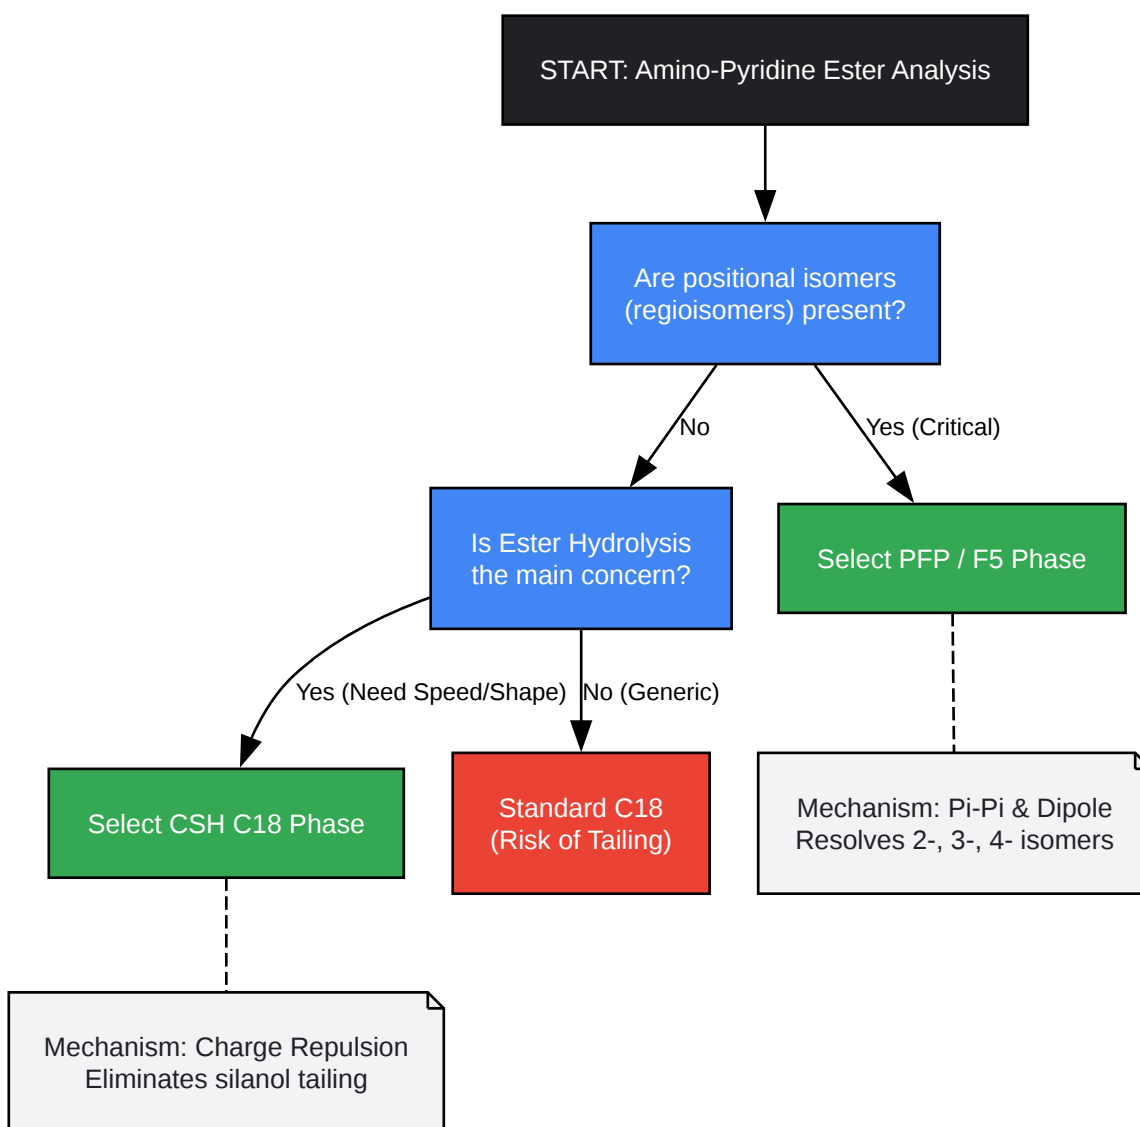 START: Amino-Pyridine Ester Analysis
Are positional isomers
(regioisomers) present?
No
Yes (Critical)
Is Ester Hydrolysis
the main concern?
Select PFP / F5 Phase
Yes (Need Speed/Shape)
No (Generic)
Select CSH C18 Phase
Standard C18
(Risk of Tailing)
Mechanism: Pi-Pi & Dipole
Resolves 2-, 3-, 4- isomers
Mechanism: Charge Repulsion
Eliminates silanol tailing